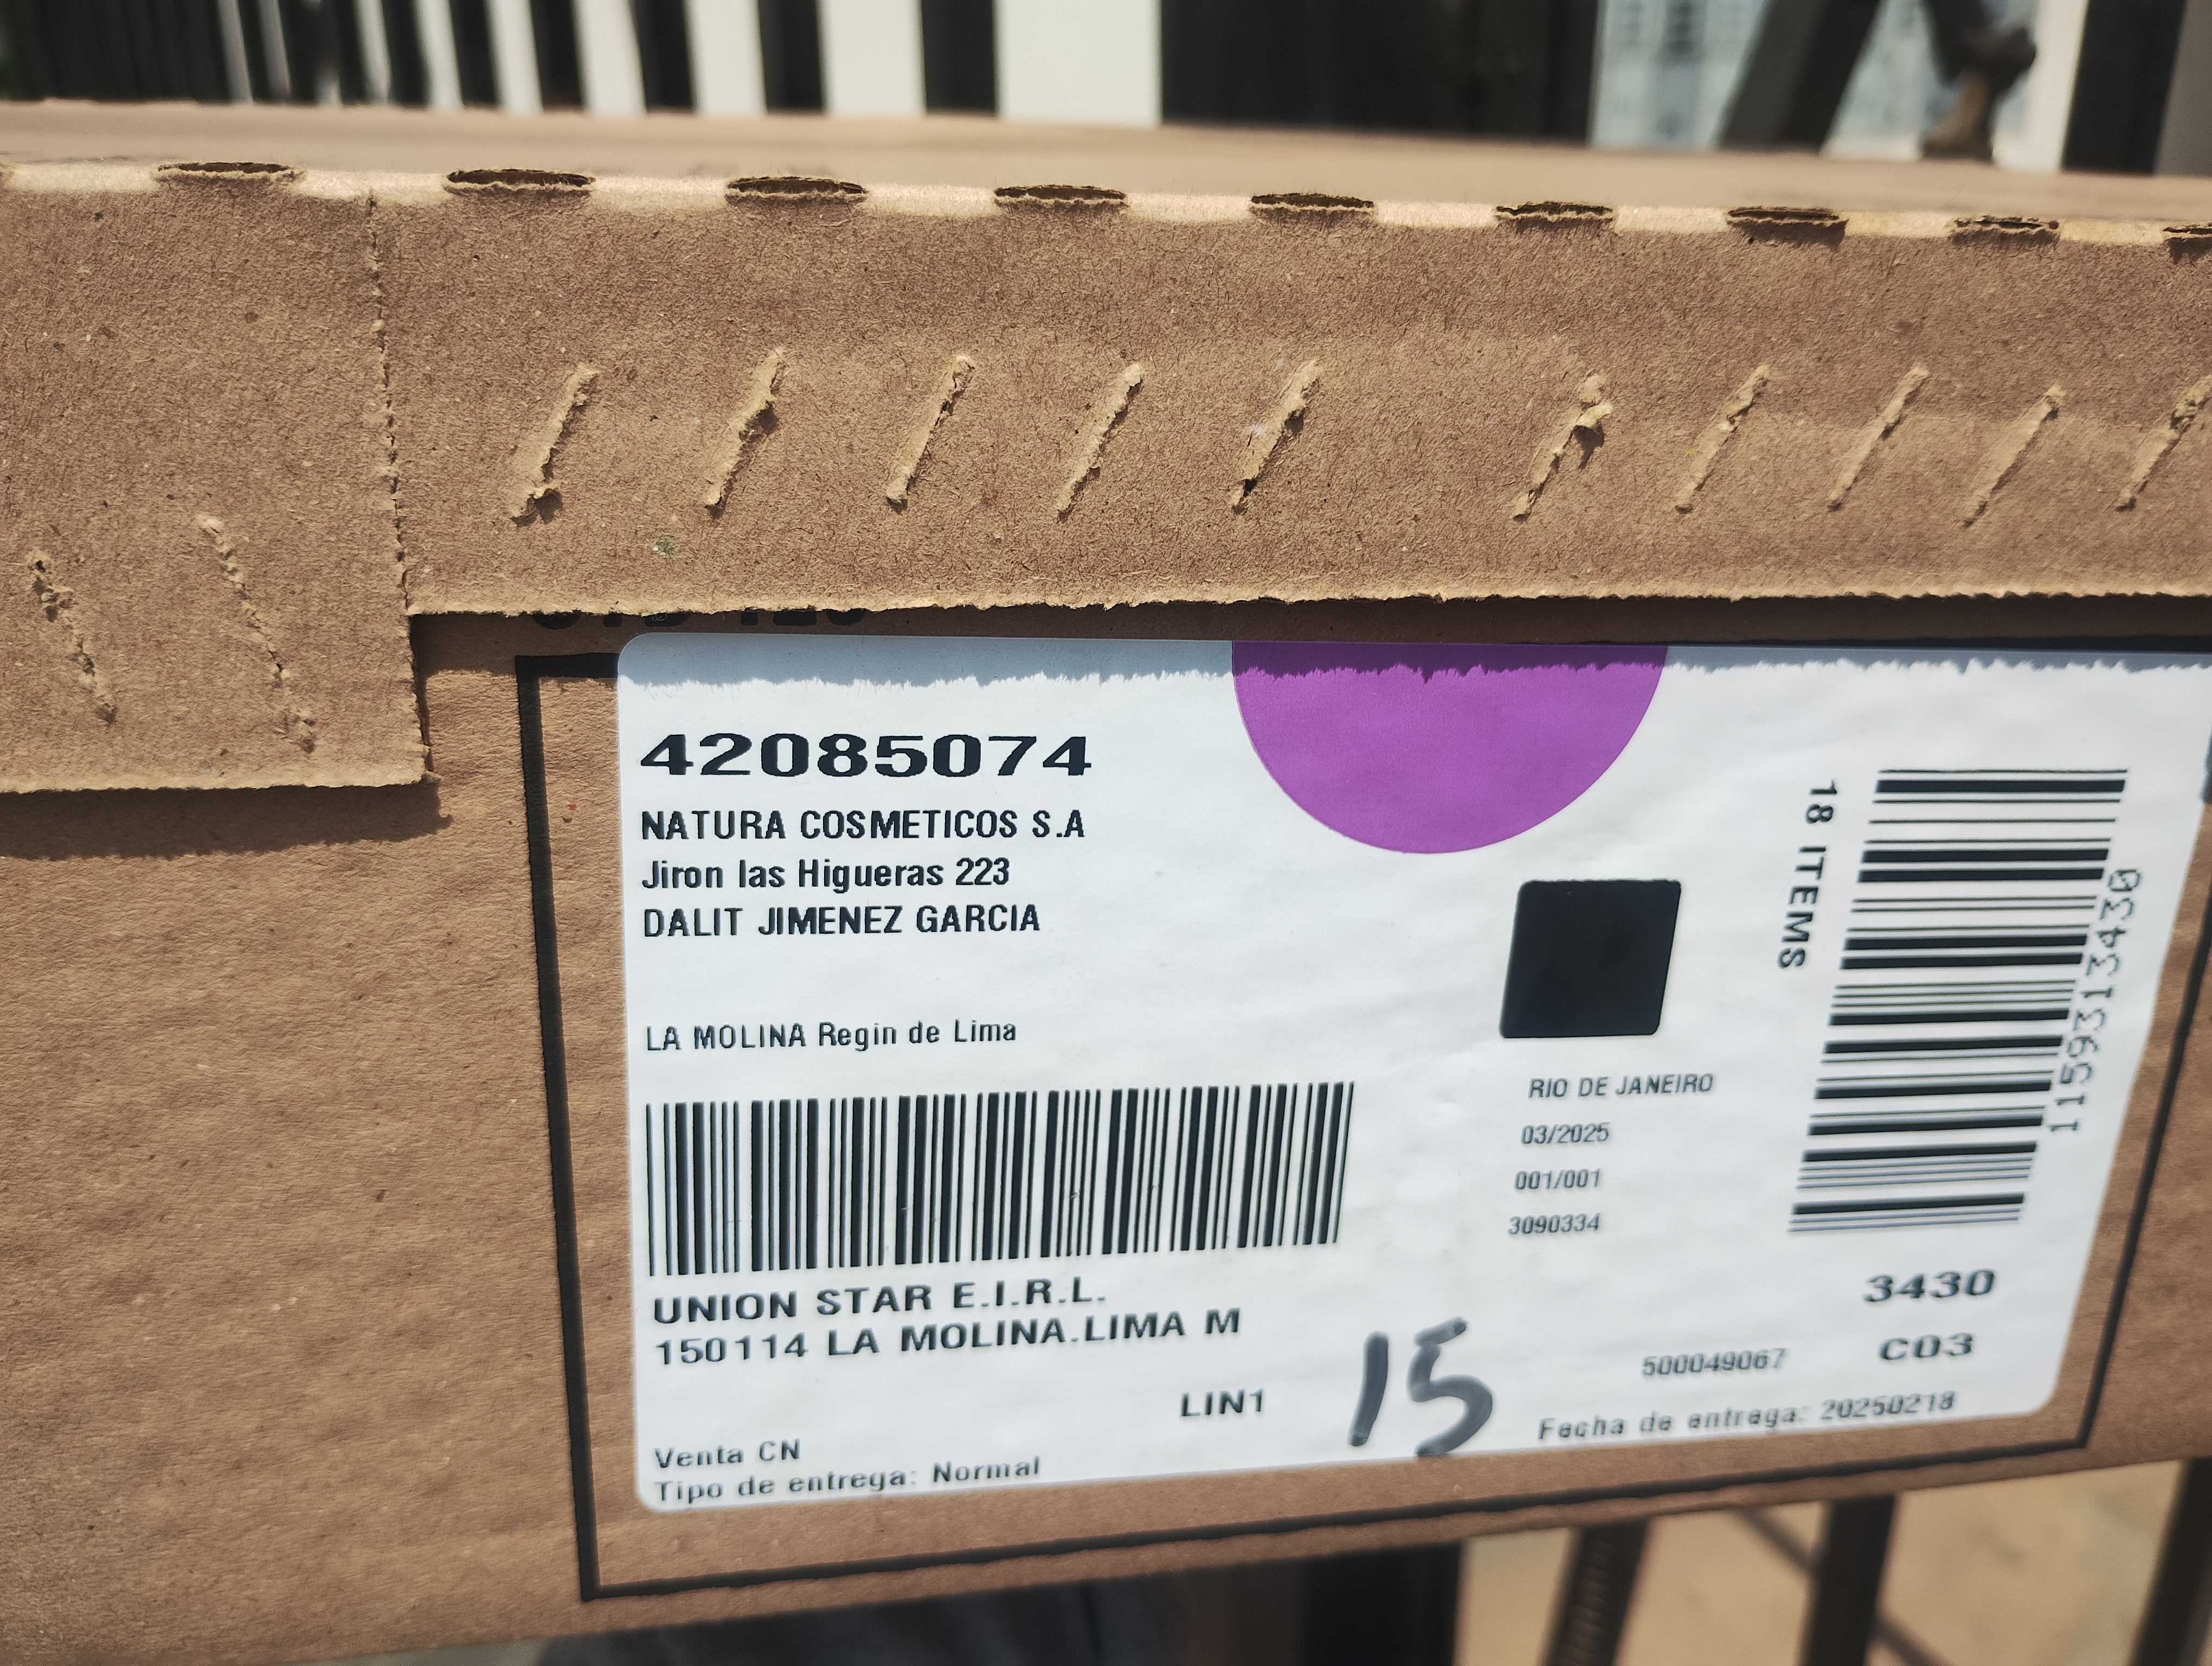 42085074
NATURA COSMETICOS S.A
Jiron las Higueras 223
DALIT JIMENEZ GARCIA
LA MOLINA Regin de Lima
UNION STAR E.I.R.L.
150114 LA MOLINA.LIMA M
LIN1
15
Venta CN
Tipo de entrega: Normal
RIO DE JANEIRO
03/2025
001/001
3090334
18 ITEMS
1159313430
3430
C03
500049067
Fecha de entrega: 20250218